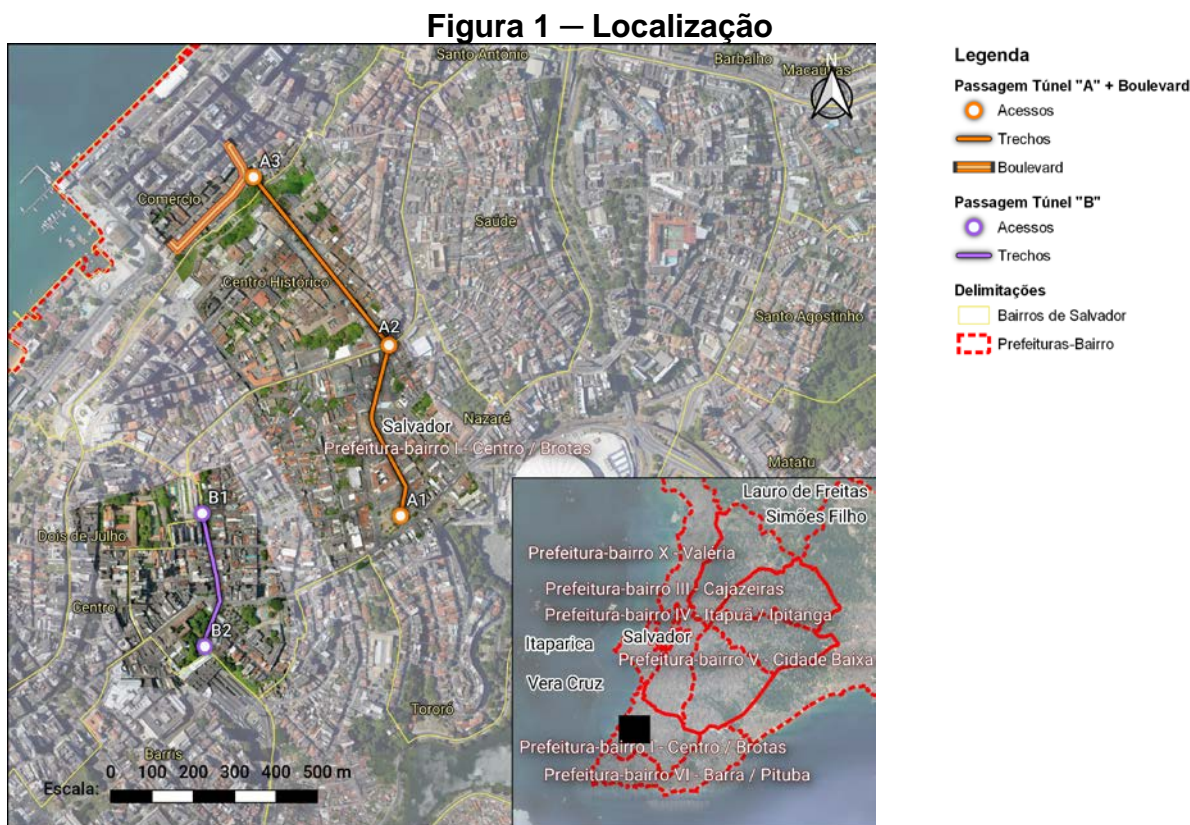 Figura 1 — Localização
Santo Antônio
Barbalho
Macaúbas
N
A3
Comércio
Saúde
Centro Histórico
A2
Santo Agostinho
Nazaré
Salvador
Prefeitura-bairro I - Centro / Brotas
Matatu
A1
B1
Dois de Julho
Centro
B2
Tororó
Barris
0 100 200 300 400 500 m
Escala:
Lauro de Freitas
Simões Filho
Prefeitura-bairro X - Valéria
Prefeitura-bairro III - Cajazeiras
Prefeitura-bairro IV - Itapuã / Ipitanga
Itaparica
Salvador
Prefeitura-bairro V - Cidade Baixa
Vera Cruz
Prefeitura-bairro I - Centro / Brotas
Prefeitura-bairro VI - Barra / Pituba
Legenda
Passagem Túnel "A" + Boulevard
Acessos
Trechos
Boulevard
Passagem Túnel "B"
Acessos
Trechos
Delimitações
Bairros de Salvador
Prefeituras-Bairro